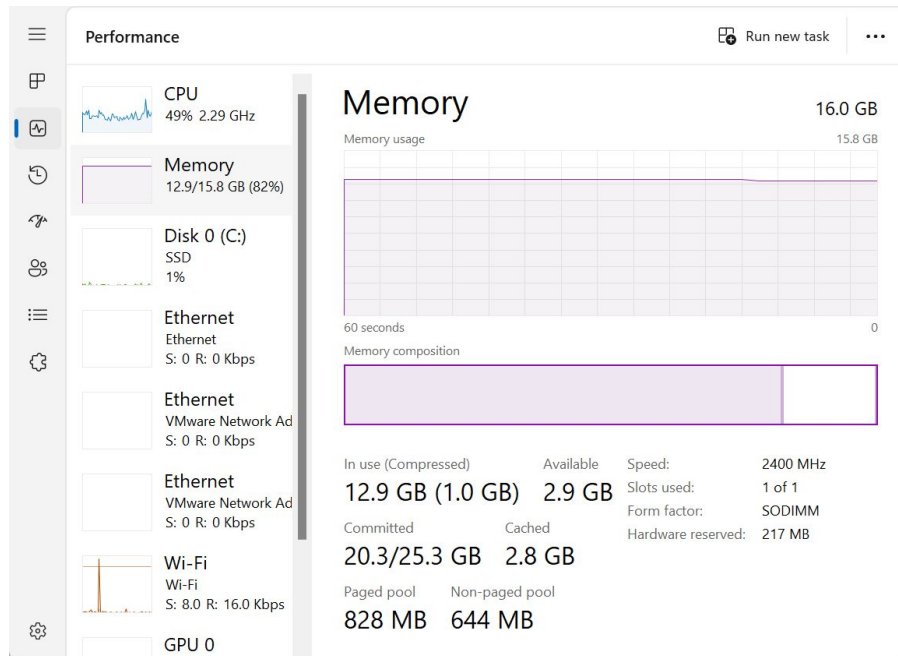 Performance
Run new task
CPU
49% 2.29 GHz
Memory
12.9/15.8 GB (82%)
Disk 0 (C:)
SSD
1%
Ethernet
Ethernet
S: 0 R: 0 Kbps
Ethernet
VMware Network Ad
S: 0 R: 0 Kbps
Ethernet
VMware Network Ad
S: 0 R: 0 Kbps
Wi-Fi
Wi-Fi
S: 8.0 R: 16.0 Kbps
GPU 0
Memory 16.0 GB
Memory usage 15.8 GB
60 seconds 0
Memory composition
In use (Compressed) Available
12.9 GB (1.0 GB) 2.9 GB
Committed Cached
20.3/25.3 GB 2.8 GB
Paged pool Non-paged pool
828 MB 644 MB
Speed: 2400 MHz
Slots used: 1 of 1
Form factor: SODIMM
Hardware reserved: 217 MB